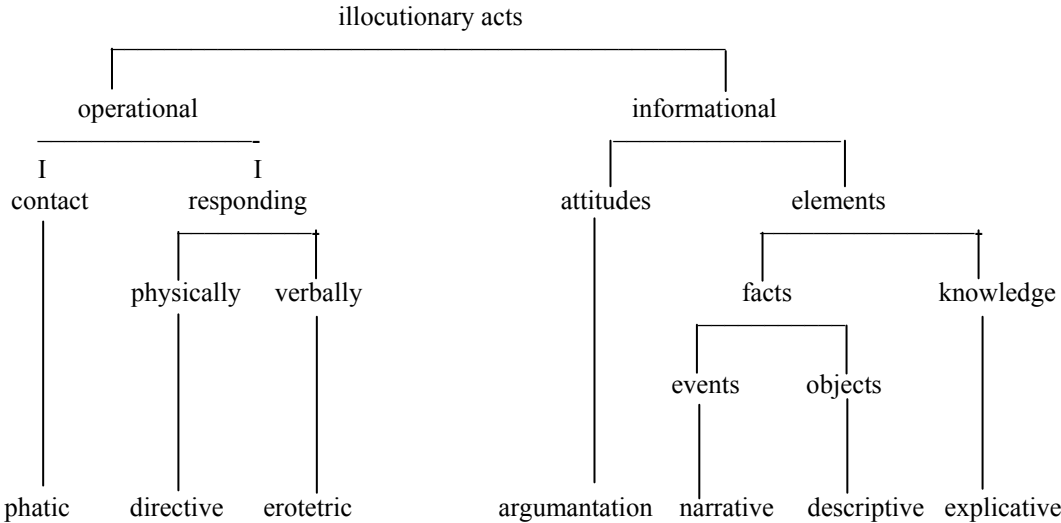 illocutionary acts
operational informational
I I
contact responding attitudes elements
physically verbally facts knowledge
events objects
phatic directive erotetric argumantation narrative descriptive explicative